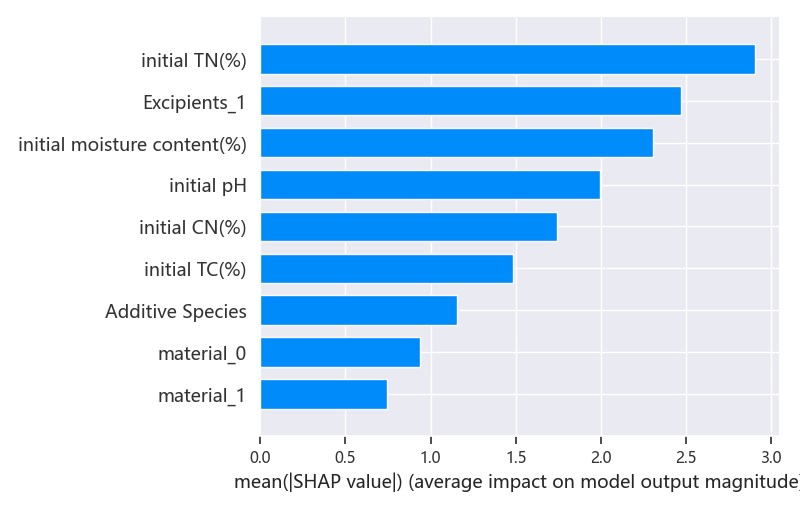 initial TN(%)
Excipients_1
initial moisture content(%)
initial pH
initial CN(%)
initial TC(%)
Additive Species
material_0
material_1
0.0 0.5 1.0 1.5 2.0 2.5 3.0
mean(|SHAP value|) (average impact on model output magnitude)